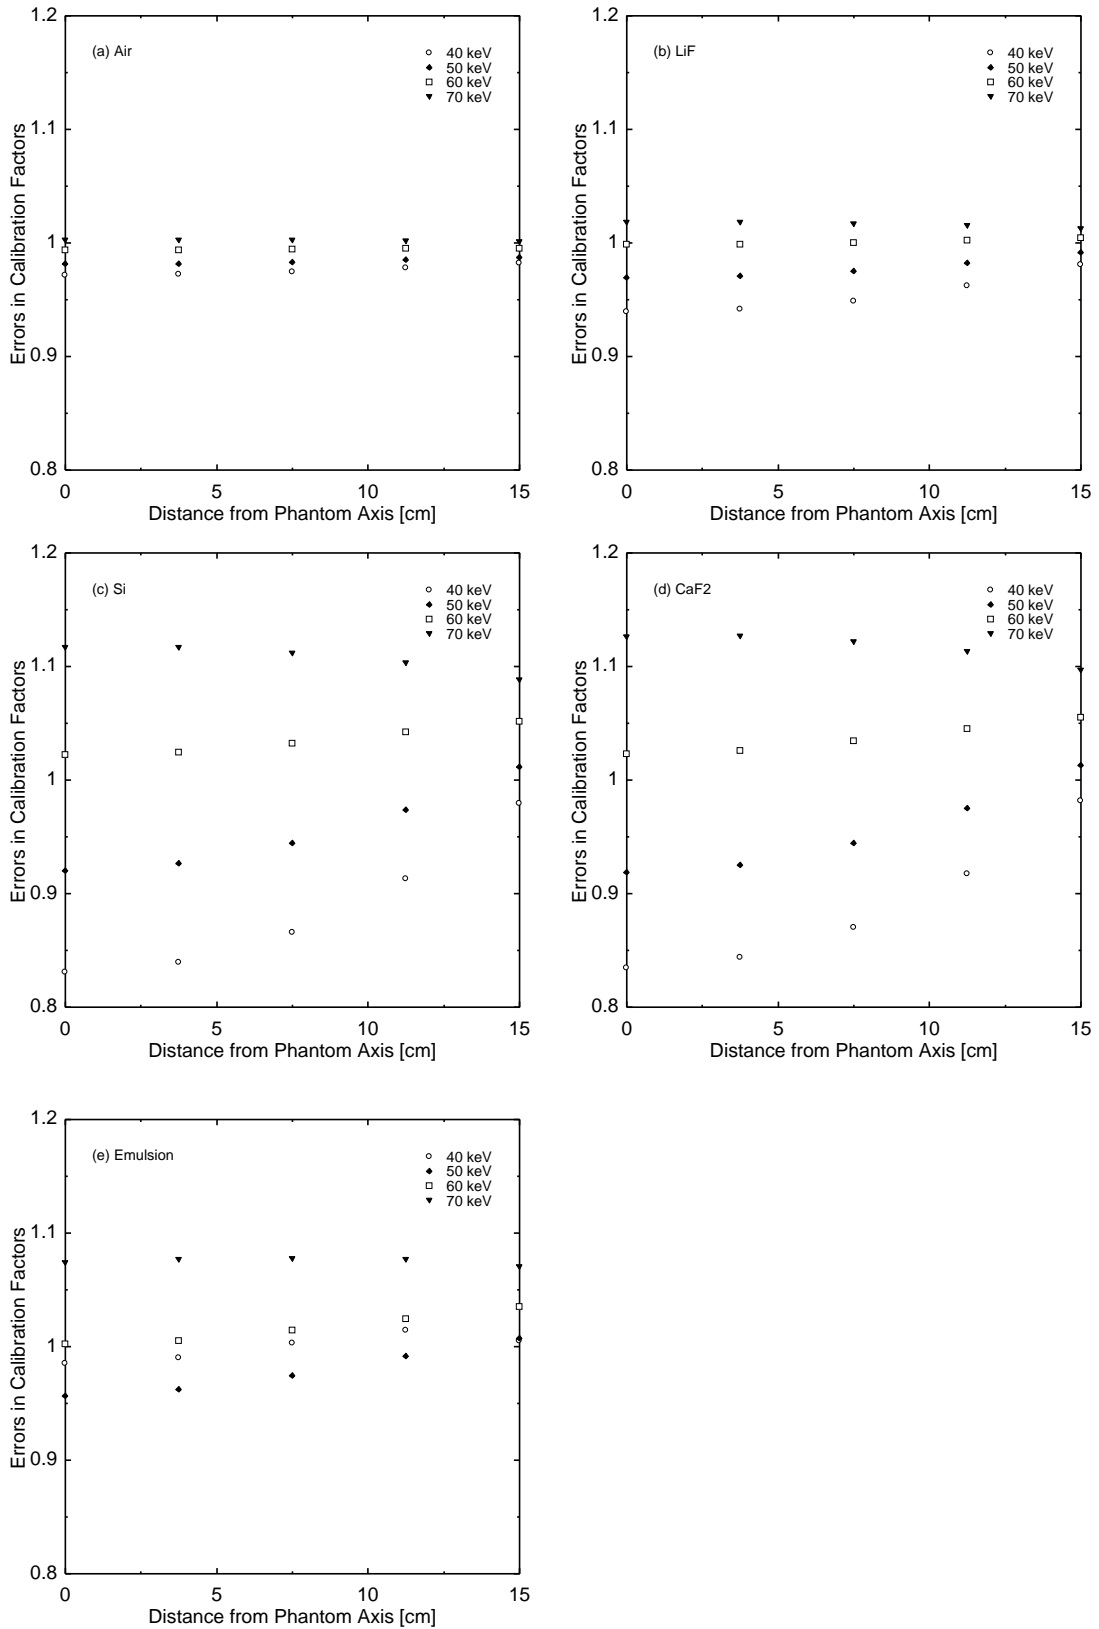 1.2
(a) Air
40 keV
50 keV
60 keV
70 keV
1.1
1
0.9
0.8
Errors in Calibration Factors
0 5 10 15
Distance from Phantom Axis [cm]
1.2
(b) LiF
40 keV
50 keV
60 keV
70 keV
1.1
1
0.9
0.8
Errors in Calibration Factors
0 5 10 15
Distance from Phantom Axis [cm]
1.2
(c) Si
40 keV
50 keV
60 keV
70 keV
1.1
1
0.9
0.8
Errors in Calibration Factors
0 5 10 15
Distance from Phantom Axis [cm]
1.2
(d) CaF2
40 keV
50 keV
60 keV
70 keV
1.1
1
0.9
0.8
Errors in Calibration Factors
0 5 10 15
Distance from Phantom Axis [cm]
1.2
(e) Emulsion
40 keV
50 keV
60 keV
70 keV
1.1
1
0.9
0.8
Errors in Calibration Factors
0 5 10 15
Distance from Phantom Axis [cm]